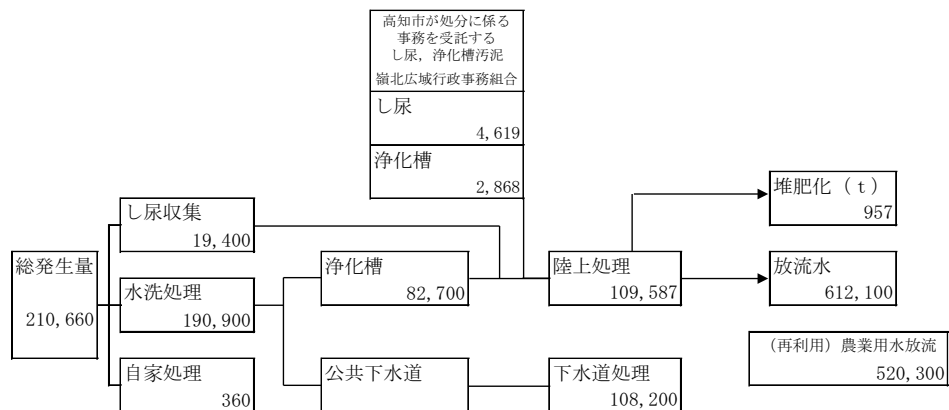 高知市が処分に係る
事務を受託する
し尿，浄化槽汚泥
嶺北広域行政事務組合
し尿
4,619
浄化槽
2,868
堆肥化（ｔ）
957
し尿収集
19,400
総発生量
210,660
水洗処理
190,900
浄化槽
82,700
陸上処理
109,587
放流水
612,100
（再利用）農業用水放流
520,300
自家処理
360
公共下水道
下水道処理
108,200